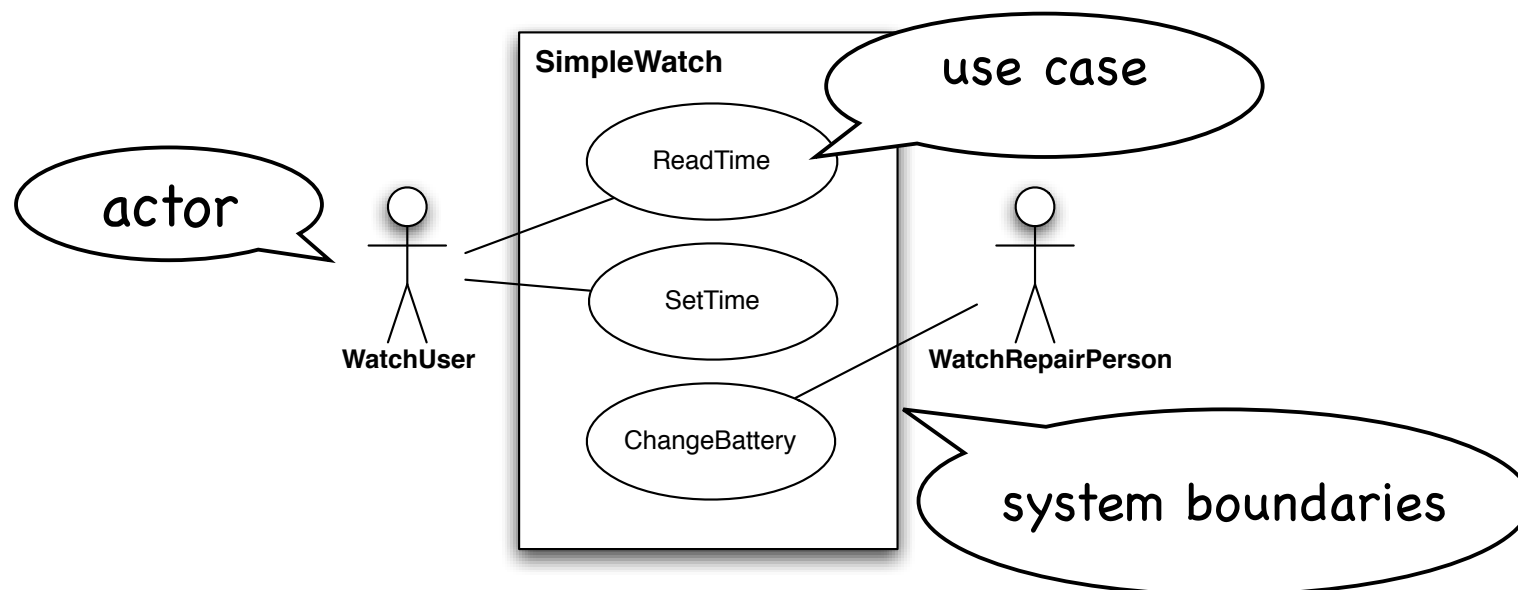 SimpleWatch
use case
ReadTime
actor
SetTime
WatchUser
WatchRepairPerson
ChangeBattery
system boundaries